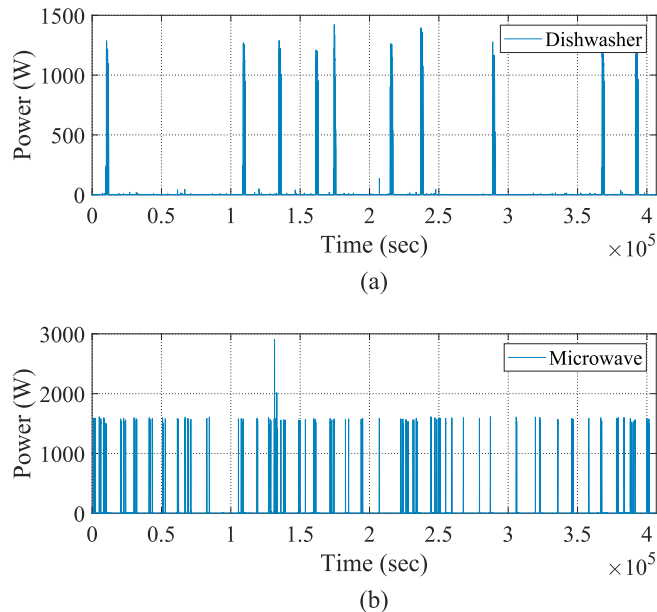 1500
1000
500
0
Power (W)
Dishwasher
0 0.5 1 1.5 2 2.5 3 3.5 4
Time (sec)
×10^5
(a)
3000
2000
1000
0
Power (W)
Microwave
0 0.5 1 1.5 2 2.5 3 3.5 4
Time (sec)
×10^5
(b)